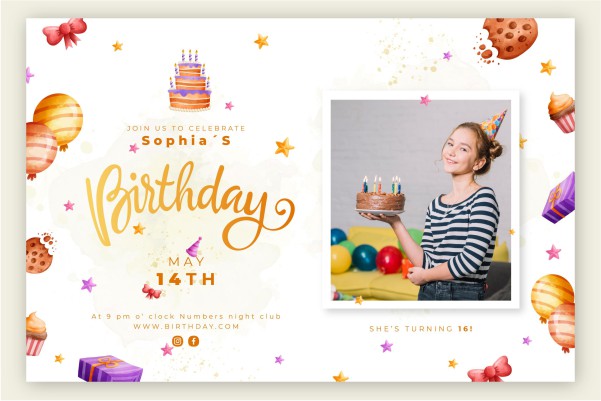 JOIN US TO CELEBRATE
Sophia´S
Birthday
MAY
14TH
At 9 pm o' clock Numbers night club
WWW.BIRTHDAY.COM
SHE'S TURNING 16!